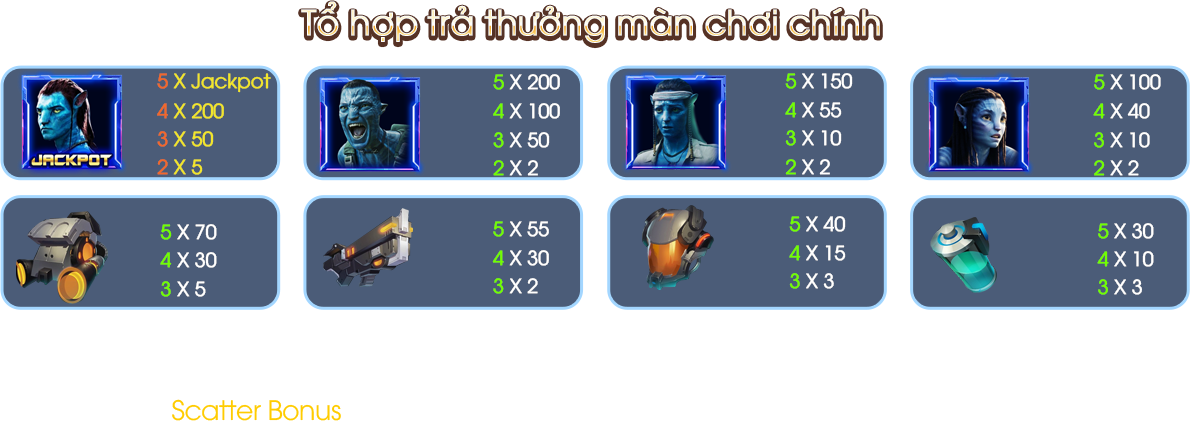 Tổ hợp trả thưởng màn chơi chính
5 X Jackpot
4 X 200
3 X 50
2 X 5
JACKPOT
5 X 200
4 X 100
3 X 50
2 X 2
5 X 150
4 X 55
3 X 10
2 X 2
5 X 100
4 X 40
3 X 10
2 X 2
5 X 70
4 X 30
3 X 5
5 X 55
4 X 30
3 X 2
5 X 40
4 X 15
3 X 3
5 X 30
4 X 10
3 X 3
Scatter Bonus